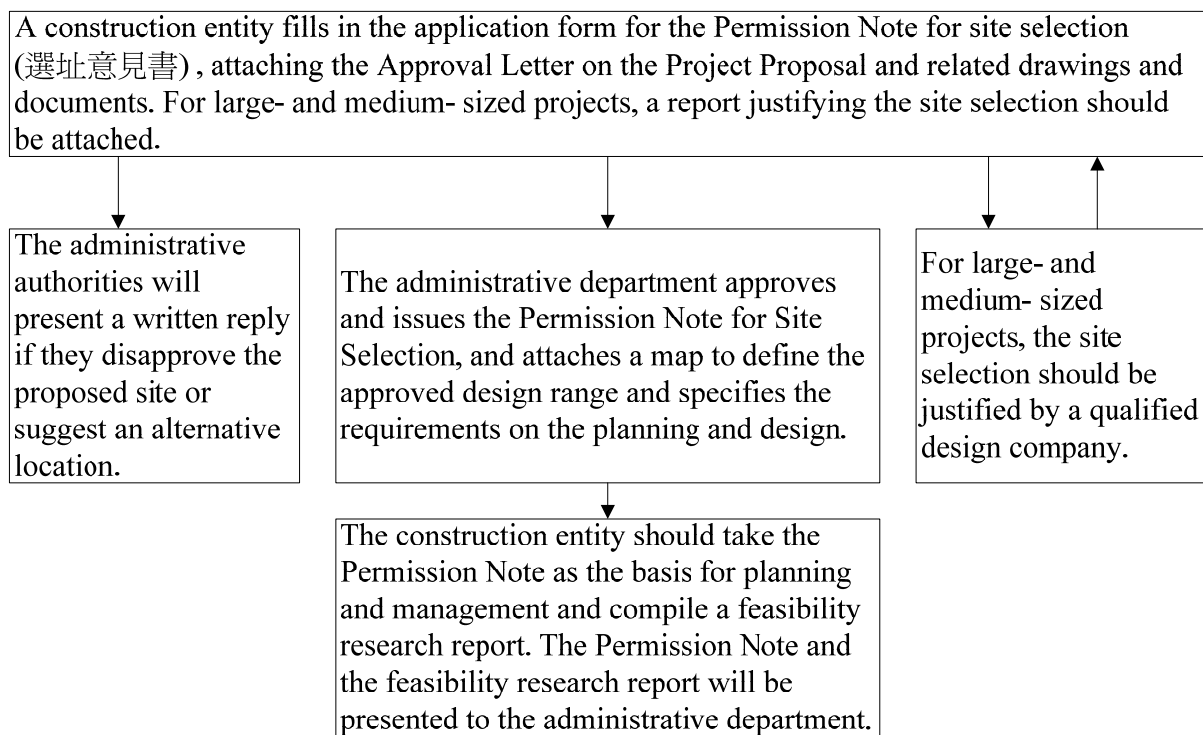 A construction entity fills in the application form for the Permission Note for site selection
(選址意見書) , attaching the Approval Letter on the Project Proposal and related drawings and
documents. For large- and medium- sized projects, a report justifying the site selection should
be attached.
The administrative
authorities will
present a written reply
if they disapprove the
proposed site or
suggest an alternative
location.
The administrative department approves
and issues the Permission Note for Site
Selection, and attaches a map to define the
approved design range and specifies the
requirements on the planning and design.
For large- and
medium- sized
projects, the site
selection should be
justified by a qualified
design company.
The construction entity should take the
Permission Note as the basis for planning
and management and compile a feasibility
research report. The Permission Note and
the feasibility research report will be
presented to the administrative department.